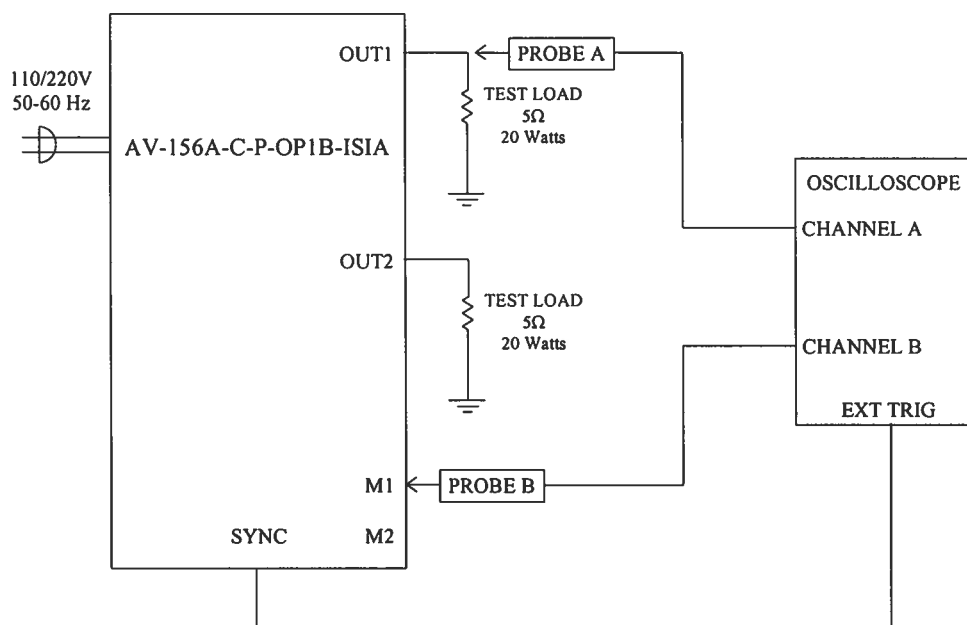 OUT1
PROBE A
110/220V
50-60 Hz
TEST LOAD
5Ω
20 Watts
AV-156A-C-P-OP1B-ISIA
OSCILLOSCOPE
CHANNEL A
OUT2
TEST LOAD
5Ω
20 Watts
CHANNEL B
EXT TRIG
M1
PROBE B
SYNC
M2